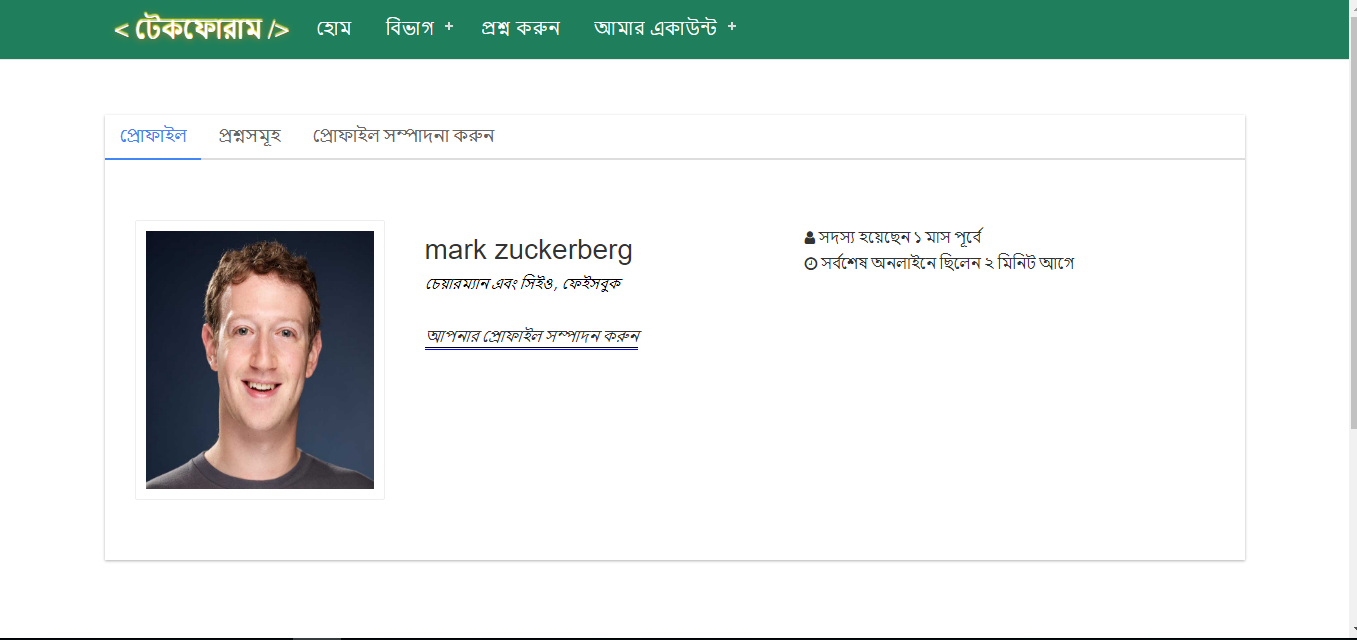 < টেকফোরাম /> হোম বিভাগ + প্রশ্ন করুন আমার একাউন্ট +
প্রোফাইল প্রশ্নসমূহ প্রোফাইল সম্পাদনা করুন
mark zuckerberg
চেয়ারম্যান এবং সিইও, ফেইসবুক
আপনার প্রোফাইল সম্পাদন করুন
সদস্য হয়েছেন ১ মাস পূর্বে
সর্বশেষ অনলাইনে ছিলেন ২ মিনিট আগে